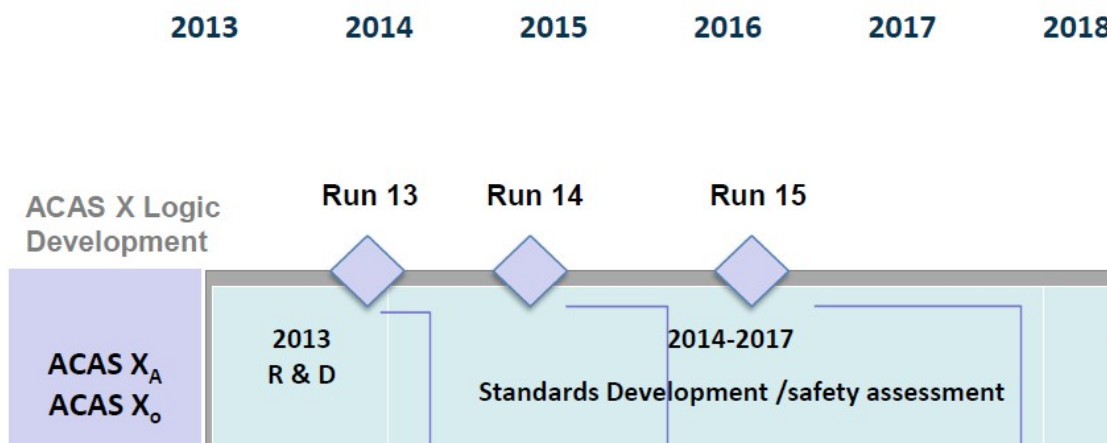 2013 2014 2015 2016 2017 2018
Run 13 Run 14 Run 15
ACAS X Logic
Development
2013
R & D
2014-2017
Standards Development /safety assessment
ACAS XA
ACAS Xo